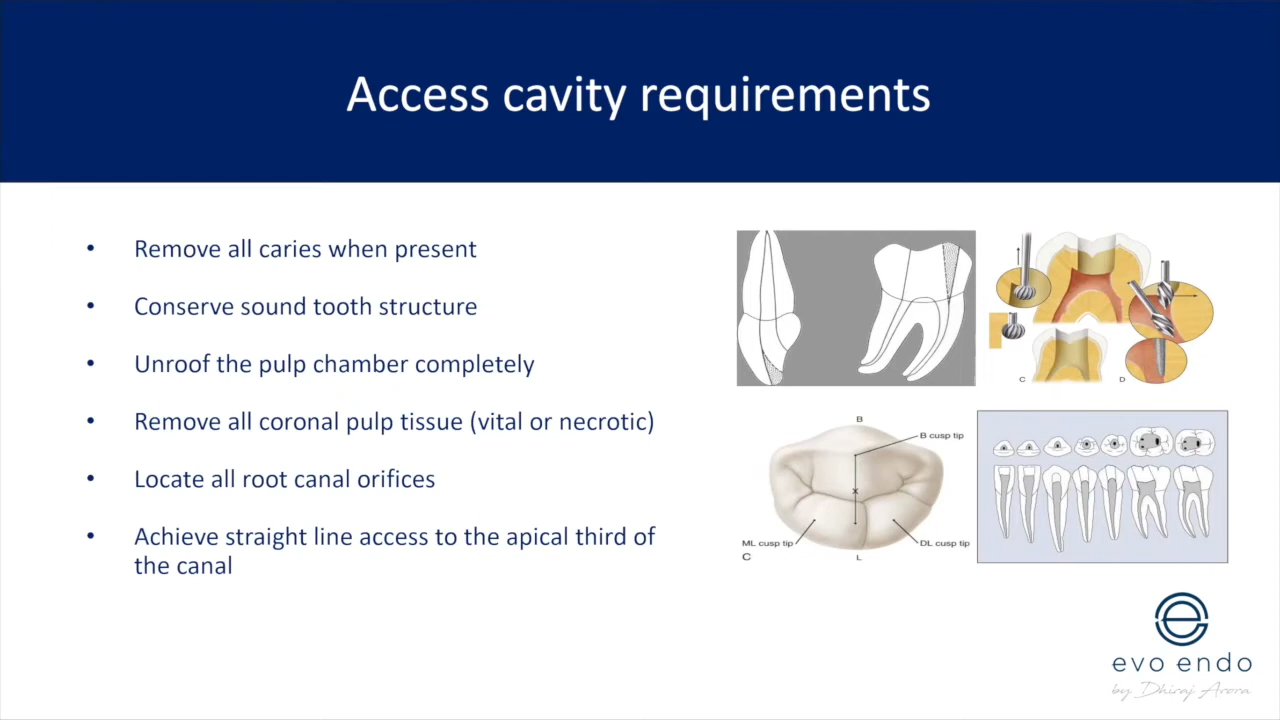 Access cavity requirements
• Remove all caries when present
• Conserve sound tooth structure
• Unroof the pulp chamber completely
• Remove all coronal pulp tissue (vital or necrotic)
• Locate all root canal orifices
• Achieve straight line access to the apical third of
the canal
C
D
B
B cusp tip
X
ML cusp tip
DL cusp tip
C
L
e
evo endo
by Dhiraj Arora